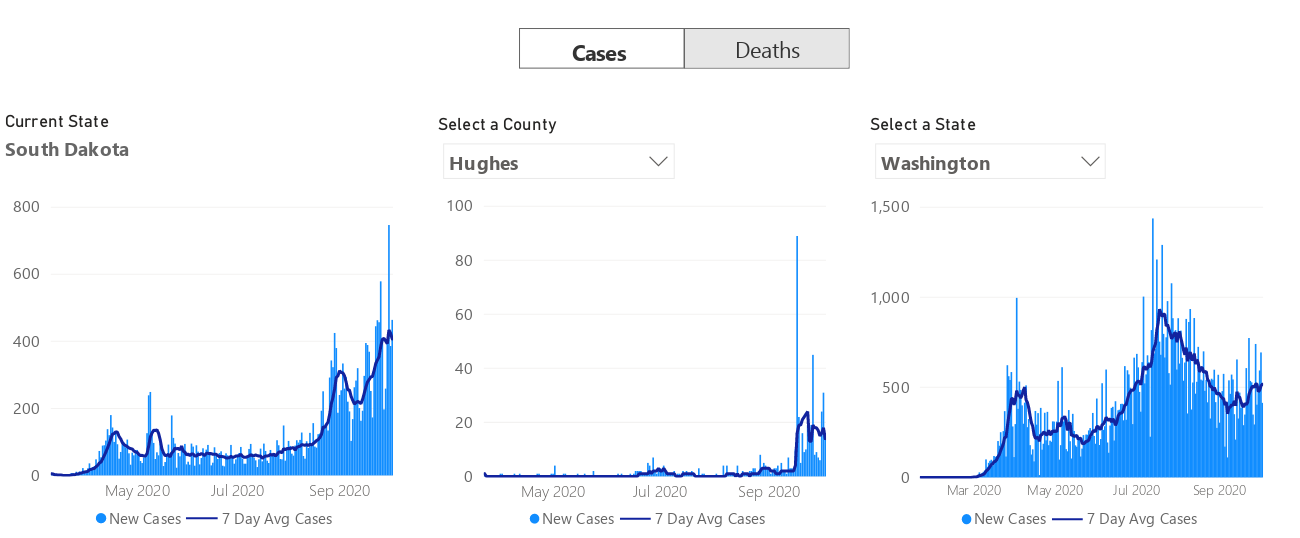 Cases Deaths
Current State
South Dakota
Select a County
Hughes
Select a State
Washington
800
600
400
200
0
May 2020 Jul 2020 Sep 2020
New Cases 7 Day Avg Cases
100
80
60
40
20
0
May 2020 Jul 2020 Sep 2020
New Cases 7 Day Avg Cases
1,500
1,000
500
0
Mar 2020 May 2020 Jul 2020 Sep 2020
New Cases 7 Day Avg Cases